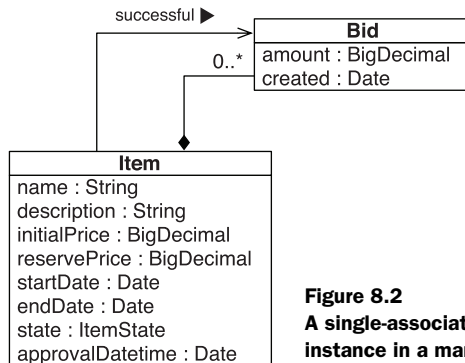 successful ▶
Bid
amount : BigDecimal
created : Date
0..*
Item
name : String
description : String
initialPrice : BigDecimal
reservePrice : BigDecimal
startDate : Date
endDate : Date
state : ItemState
approvalDatetime : Date
Figure 8.2
A single-associat
instance in a man